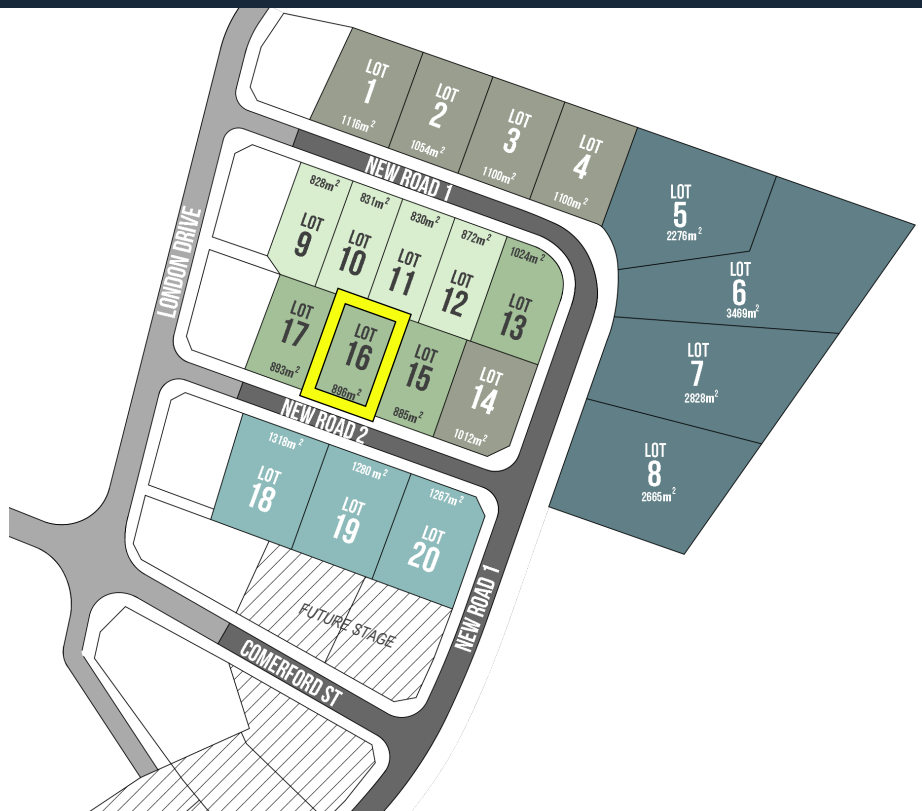 LOT
1
1116m²
LOT
2
1054m²
LOT
3
1100m²
LOT
4
1100m²
LOT
5
2276m²
LOT
6
3469m²
LOT
7
2828m²
LOT
8
2665m²
NEW ROAD 1
LONDON DRIVE
828m²
LOT
9
831m²
LOT
10
830m²
LOT
11
872m²
LOT
12
1024m²
LOT
13
LOT
17
893m²
LOT
16
896m²
LOT
15
885m²
LOT
14
1012m²
NEW ROAD 2
1318m²
LOT
18
1280 m²
LOT
19
1267m²
LOT
20
FUTURE STAGE
NEW ROAD 1
COMERFORD ST